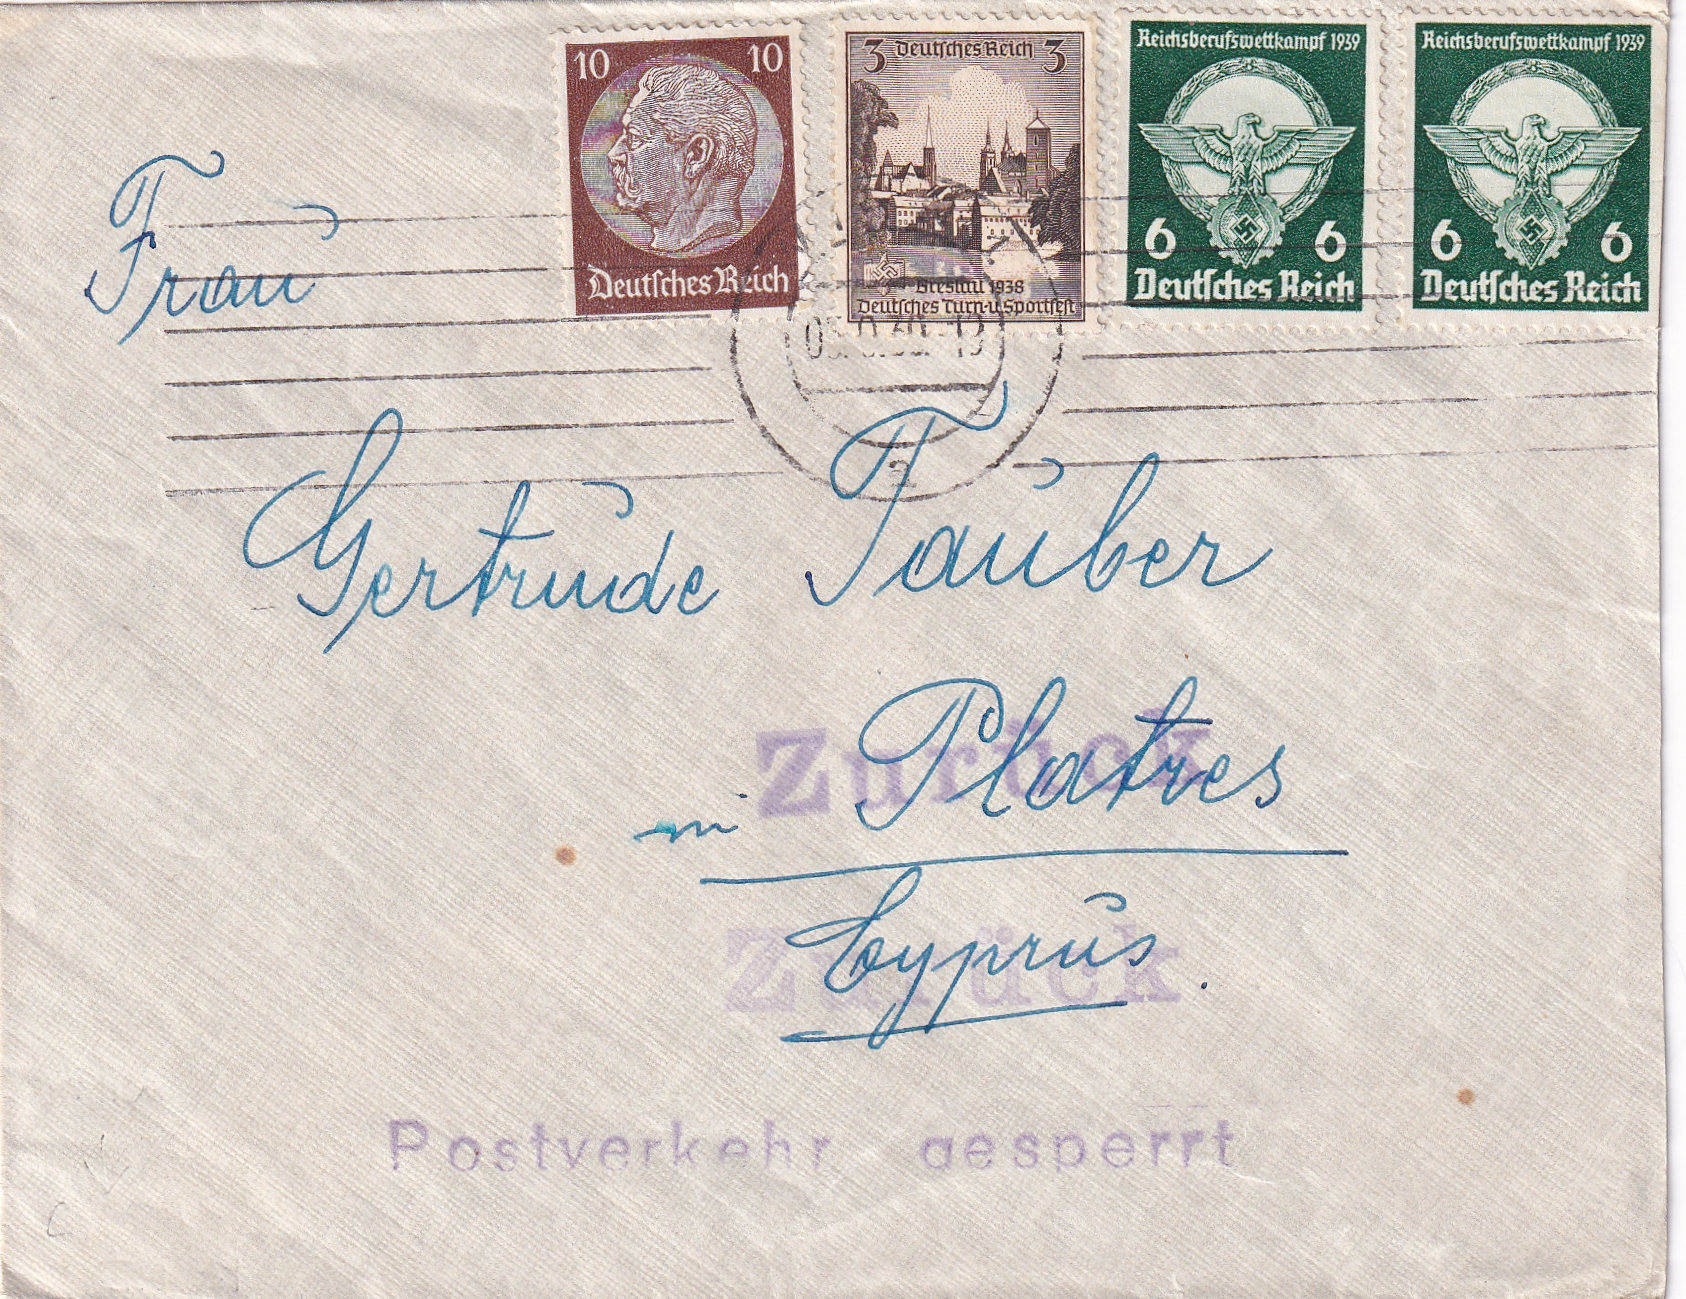 10 10
Deutsches Reich
3 Deutsches Reich 3
Breslau 1938
Deutsches Turn-u.Sportfest
Reichsberufswettkampf 1939
6 6
Deutsches Reich
Reichsberufswettkampf 1939
6 6
Deutsches Reich
Frau
a
Gertrude Tauber
Zurück
in Platres
Zurück
Cyprus.
Postverkehr gesperrt